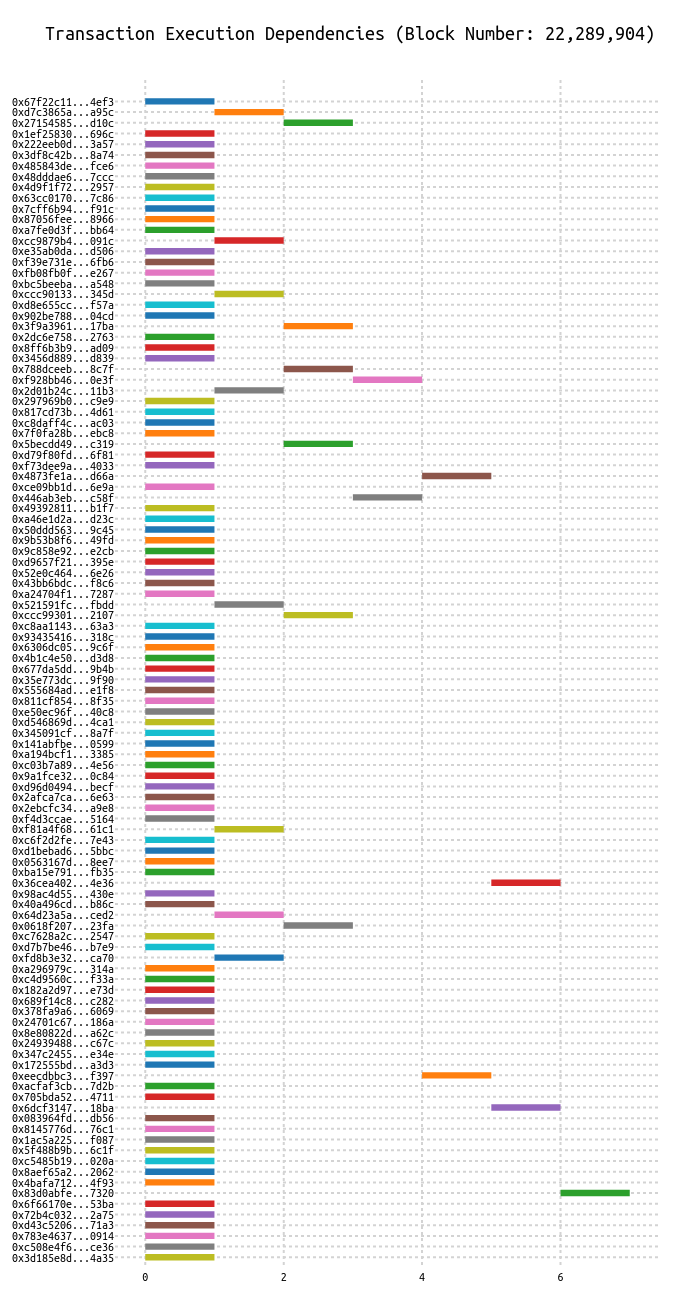 Transaction Execution Dependencies (Block Number: 22,289,904)
0x67f22c11...4ef3
0xd7c3865a...a95c
0x27154585...d10c
0x1ef25830...696c
0x222eeb0d...3a57
0x3df8c42b...8a74
0x485843de...fce6
0x48dddae6...7ccc
0x4d9f1f72...2957
0x63cc0170...7c86
0x7cff6b94...f91c
0x87056fee...8966
0xa7fe0d3f...bb64
0xcc9879b4...091c
0xe35ab0da...d506
0xf39e731e...6fb6
0xfb08fb0f...e267
0xbc5beeba...a548
0xccc90133...345d
0xd8e655cc...f57a
0x902be788...04cd
0x3f9a3961...17ba
0x2dc6e758...2763
0x8ff6b3b9...ad09
0x3456d889...d839
0x788dceeb...8c7f
0xf928bb46...0e3f
0x2d01b24c...11b3
0x297969b0...c9e9
0x817cd73b...4d61
0xc8daff4c...ac03
0x7f0fa28b...ebc8
0x5becdd49...c319
0xd79f80fd...6f81
0xf73dee9a...4033
0x4873fe1a...d66a
0xce09bb1d...6e9a
0x446ab3eb...c58f
0x49392811...b1f7
0xa46e1d2a...d23c
0x50ddd563...9c45
0x9b53b8f6...49fd
0x9c858e92...e2cb
0xd9657f21...395e
0x52e0c464...6e26
0x43bb6bdc...f8c6
0xa24704f1...7287
0x521591fc...fbdd
0xccc99301...2107
0xc8aa1143...63a3
0x93435416...318c
0x6306dc05...9c6f
0x4b1c4e50...d3d8
0x677da5dd...9b4b
0x35e773dc...9f90
0x555684ad...e1f8
0x811cf854...8f35
0xe50ec96f...40c8
0xd546869d...4ca1
0x345091cf...8a7f
0x141abfbe...0599
0xa194bcf1...3385
0xc03b7a89...4e56
0x9a1fce32...0c84
0xd96d0494...becf
0x2afca7ca...6e63
0x2ebcfc34...a9e8
0xf4d3ccae...5164
0xf81a4f68...61c1
0xc6f2d2fe...7e43
0xd1bebad6...5bbc
0x0563167d...8ee7
0xba15e791...fb35
0x36cea402...4e36
0x98ac4d55...430e
0x40a496cd...b86c
0x64d23a5a...ced2
0x0618f207...23fa
0xc7628a2c...2547
0xd7b7be46...b7e9
0xfd8b3e32...ca70
0xa296979c...314a
0xc4d9560c...f33a
0x182a2d97...e73d
0x689f14c8...c282
0x378fa9a6...6069
0x24701c67...186a
0x8e80822d...a62c
0x24939488...c67c
0x347c2455...e34e
0x172555bd...a3d3
0xeecdbbc3...f397
0xacfaf3cb...7d2b
0x705bda52...4711
0x6dcf3147...18ba
0x083964fd...db56
0x8145776d...76c1
0x1ac5a225...f087
0x5f488b9b...6c1f
0xc5485b19...020a
0x8aef65a2...2062
0x4bafa712...4f93
0x83d0abfe...7320
0x6f66170e...53ba
0x72b4c032...2a75
0xd43c5206...71a3
0x783e4637...0914
0xc508e4f6...ce36
0x3d185e8d...4a35
0 2 4 6